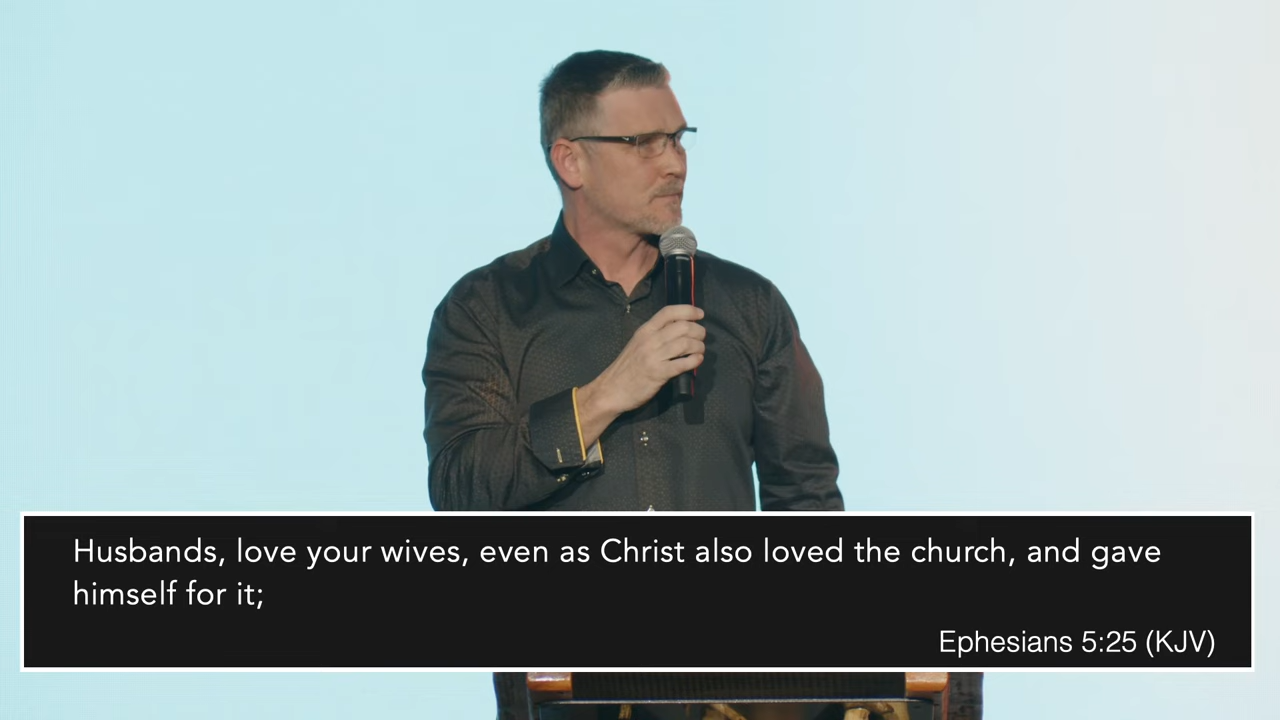 Husbands, love your wives, even as Christ also loved the church, and gave
himself for it;
Ephesians 5:25 (KJV)